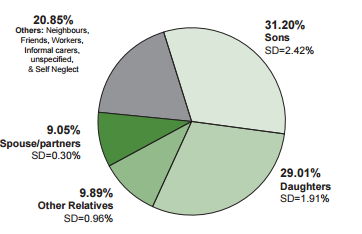 20.85%
Others: Neighbours,
Friends, Workers,
Informal carers,
unspecified,
& Self Neglect
31.20%
Sons
SD=2.42%
9.05%
Spouse/partners
SD=0.30%
29.01%
Daughters
SD=1.91%
9.89%
Other Relatives
SD=0.96%